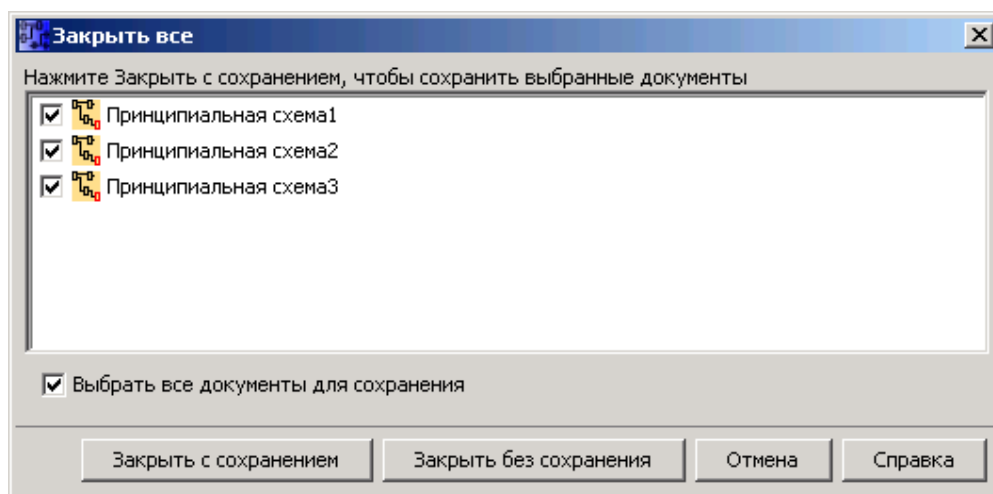 Закрыть все
Нажмите Закрыть с сохранением, чтобы сохранить выбранные документы
Принципиальная схема1
Принципиальная схема2
Принципиальная схема3
Выбрать все документы для сохранения
Закрыть с сохранением Закрыть без сохранения Отмена Справка